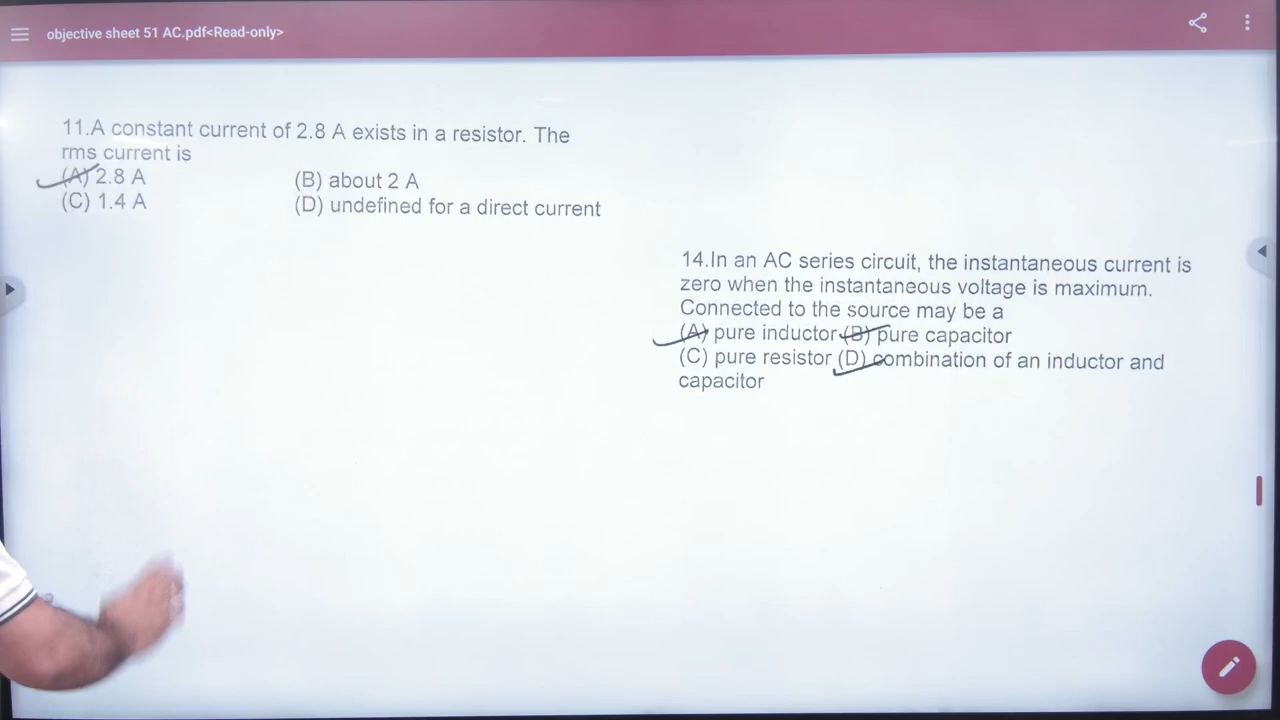 objective sheet 51 AC.pdf<Read-only>
11.A constant current of 2.8 A exists in a resistor. The
rms current is
(A) 2.8 A (B) about 2 A
(C) 1.4 A (D) undefined for a direct current
14.In an AC series circuit, the instantaneous current is
zero when the instantaneous voltage is maximum.
Connected to the source may be a
(A) pure inductor (B) pure capacitor
(C) pure resistor (D) combination of an inductor and
capacitor